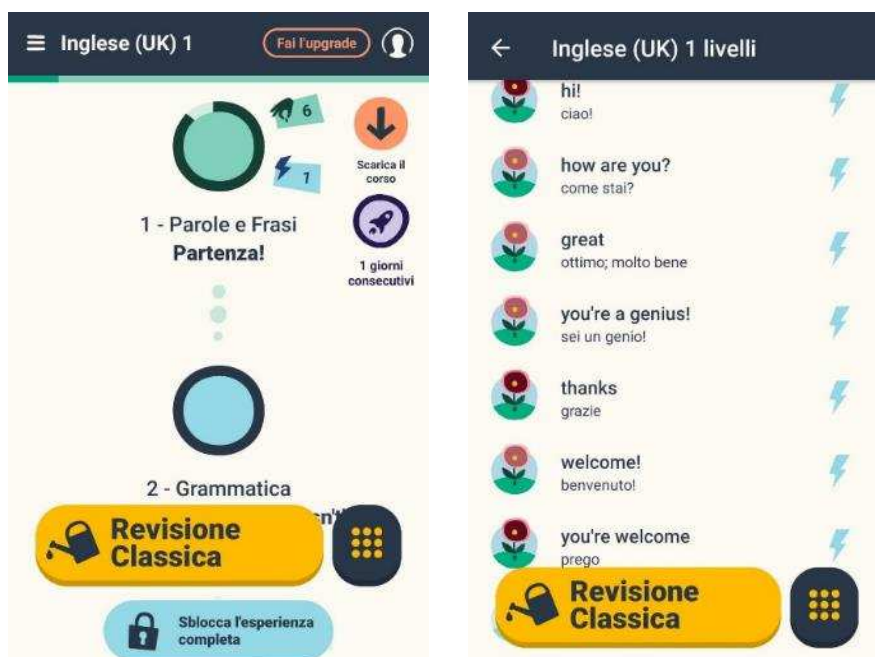 Inglese (UK) 1
Fai l'upgrade
6
1
Scarica il
corso
1 - Parole e Frasi
Partenza!
1 giorni
consecutivi
2 - Grammatica
sn't
Revisione
Classica
Sblocca l'esperienza
completa
Inglese (UK) 1 livelli
hi!
ciao!
how are you?
come stai?
great
ottimo; molto bene
you're a genius!
sei un genio!
thanks
grazie
welcome!
benvenuto!
you're welcome
prego
Revisione
Classica